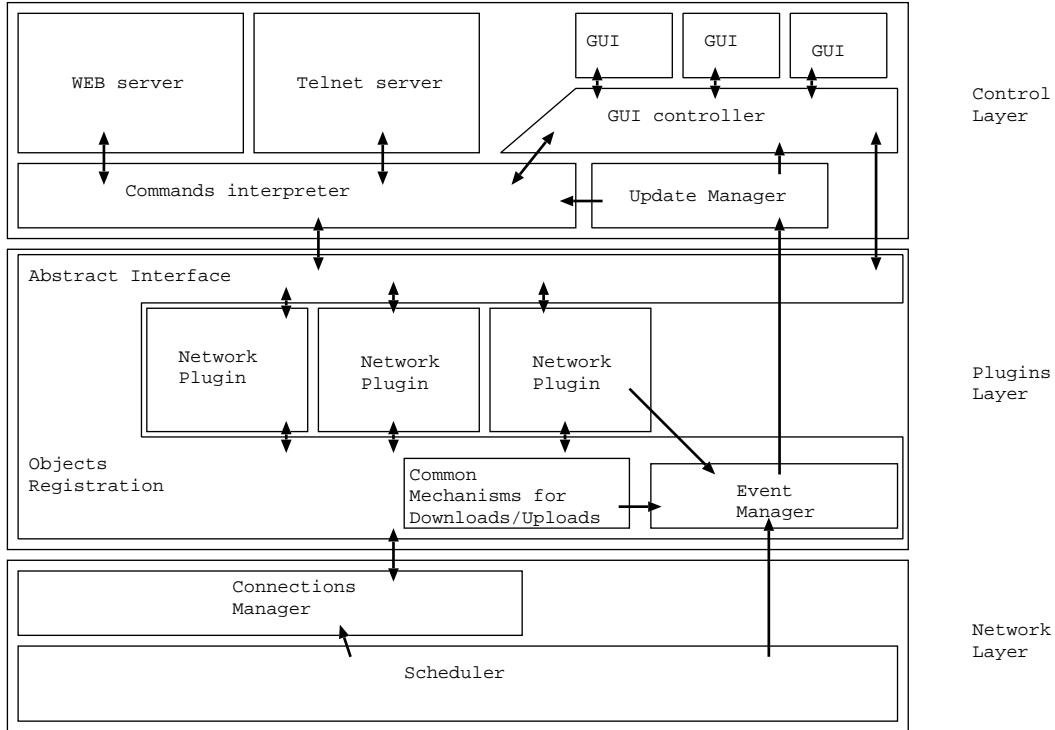 GUI
GUI
GUI
WEB server
Telnet server
Control
Layer
GUI controller
Commands interpreter
Update Manager
Abstract Interface
Network
Plugin
Network
Plugin
Network
Plugin
Plugins
Layer
Objects
Registration
Common
Mechanisms for
Downloads/Uploads
Event
Manager
Connections
Manager
Network
Layer
Scheduler